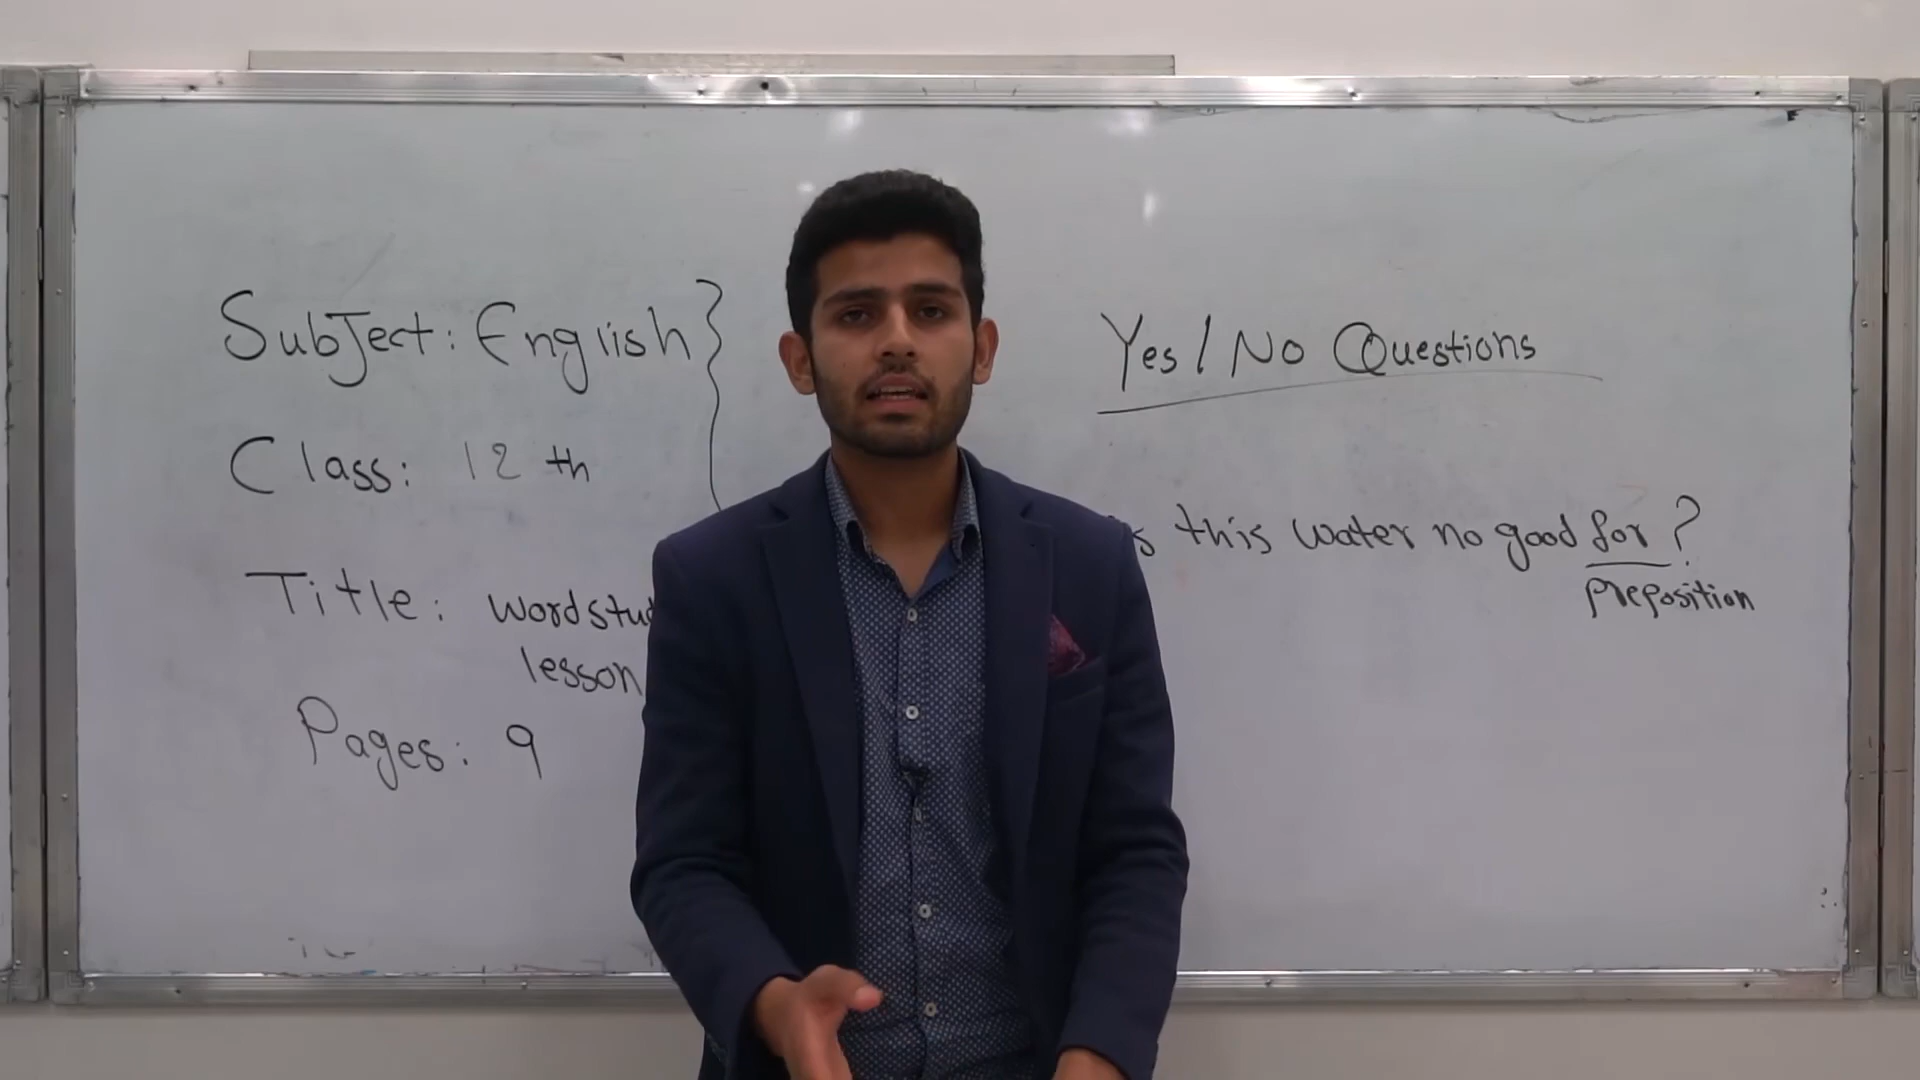 Subject: English
Class: 12 th
Title: word
lesson
Pages: 9
Yes / No Questions
this water no good for ?
preposition